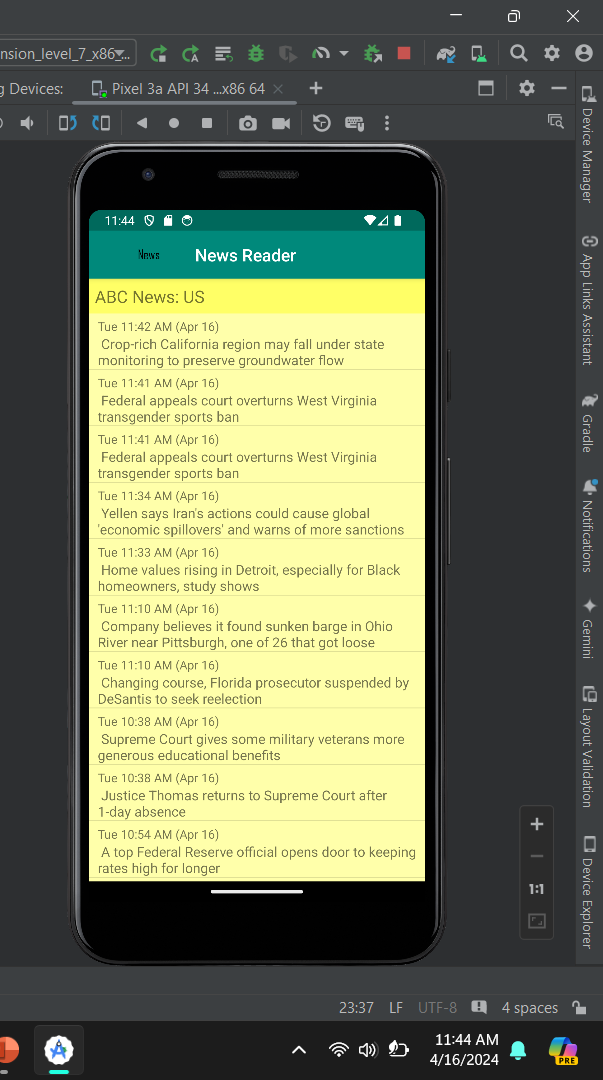 nsion_level_7_x86_...
g Devices:
Pixel 3a API 34 ...x86 64
11:44
News
News Reader
ABC News: US
Tue 11:42 AM (Apr 16)
Crop-rich California region may fall under state
monitoring to preserve groundwater flow
Tue 11:41 AM (Apr 16)
Federal appeals court overturns West Virginia
transgender sports ban
Tue 11:41 AM (Apr 16)
Federal appeals court overturns West Virginia
transgender sports ban
Tue 11:34 AM (Apr 16)
Yellen says Iran's actions could cause global
'economic spillovers' and warns of more sanctions
Tue 11:33 AM (Apr 16)
Home values rising in Detroit, especially for Black
homeowners, study shows
Tue 11:10 AM (Apr 16)
Company believes it found sunken barge in Ohio
River near Pittsburgh, one of 26 that got loose
Tue 11:10 AM (Apr 16)
Changing course, Florida prosecutor suspended by
DeSantis to seek reelection
Tue 10:38 AM (Apr 16)
Supreme Court gives some military veterans more
generous educational benefits
Tue 10:38 AM (Apr 16)
Justice Thomas returns to Supreme Court after
1-day absence
Tue 10:54 AM (Apr 16)
A top Federal Reserve official opens door to keeping
rates high for longer
Device Manager
App Links Assistant
Gradle
Notifications
Gemini
Layout Validation
Device Explorer
1:1
23:37 LF UTF-8 4 spaces
11:44 AM
4/16/2024
PRE